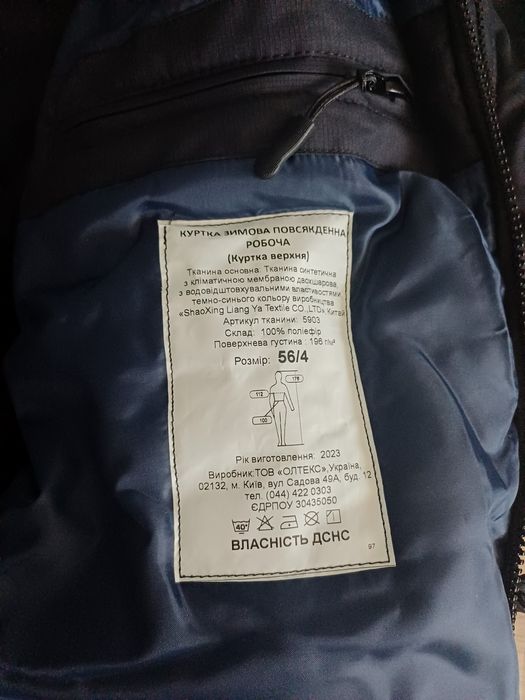 КУРТКА ЗИМОВА ПОВСЯКДЕННА
РОБОЧА
(Куртка верхня)
Тканина основна: Тканина синтетична
з кліматичною мембраною двохшарова,
з водовідштовхувальними властивостями
темно-синього кольору виробництва
«ShaoXing Liang Ya Textile CO.,LTD» Китай
Артикул тканини: 5903
Склад: 100% поліефір
Поверхнева густина : 196 г/м²
Розмір: 56/4
176
112
100
Рік виготовлення: 2023
Виробник:ТОВ «ОЛТЕКС»,Україна,
02132, м. Київ, вул Садова 49А, буд. 12
тел. (044) 422 0303
ЄДРПОУ 30435050
40°
ВЛАСНІСТЬ ДСНС
97